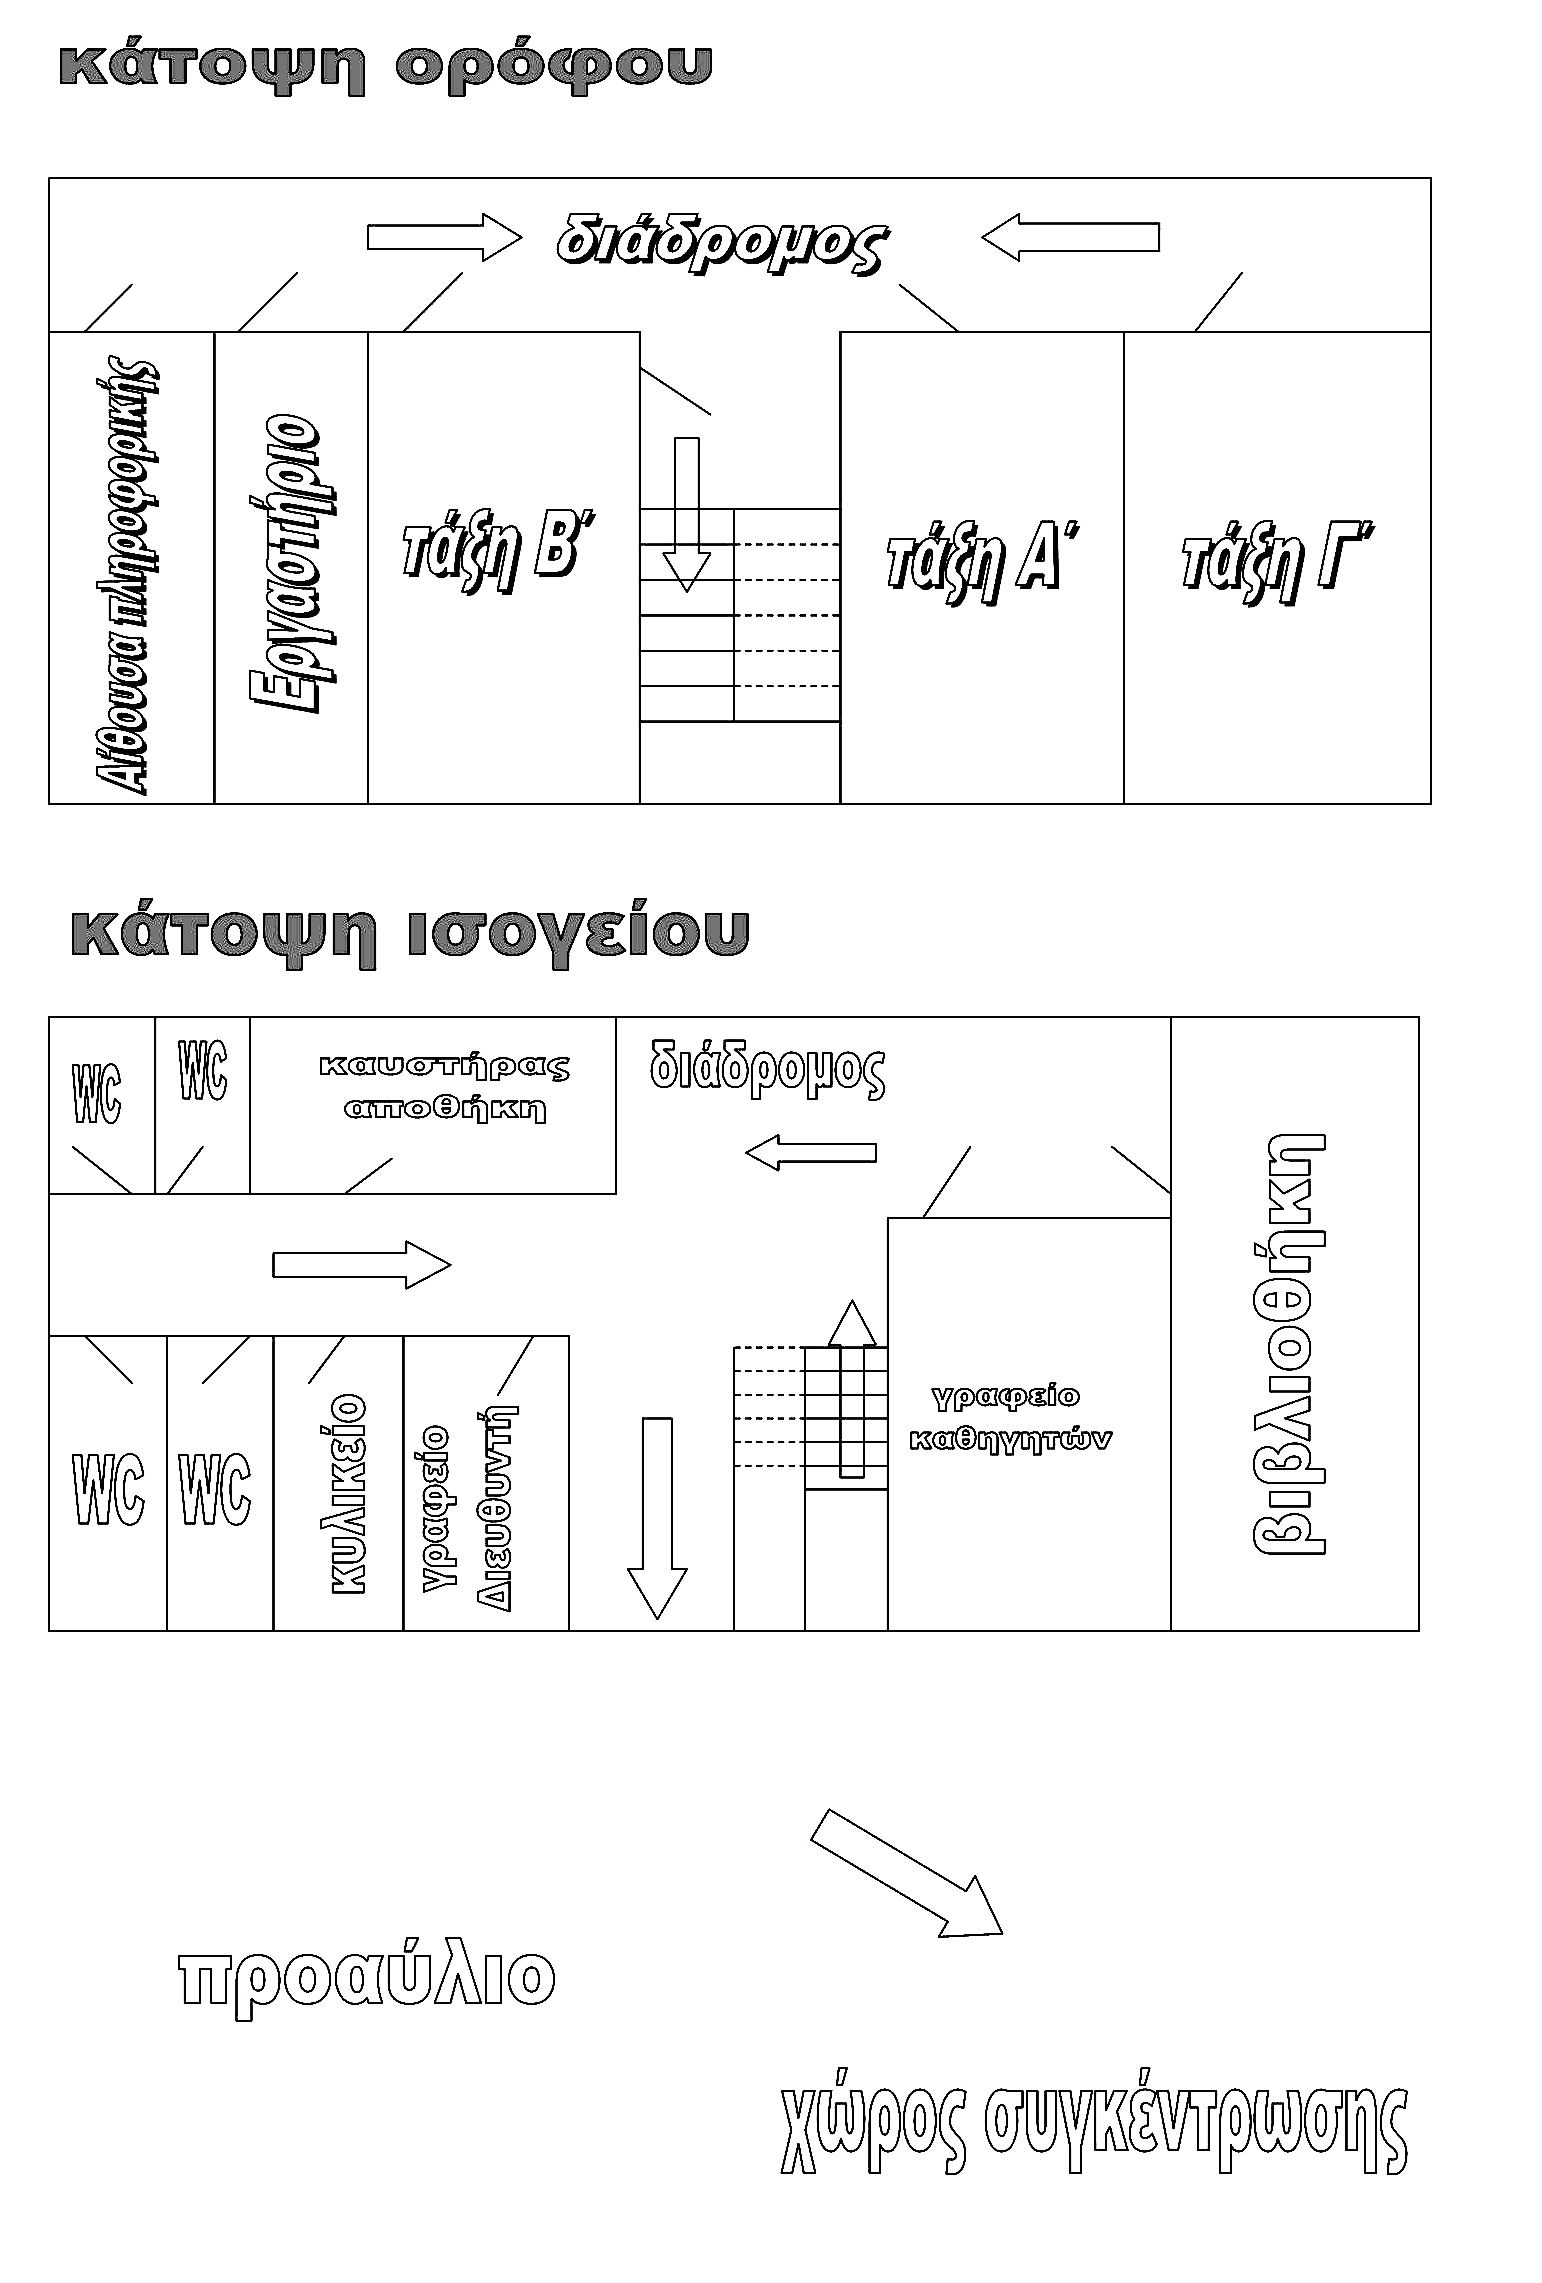 κάτοψη ορόφου
διάδρομος
Αίθουσα πληροφορικής
Εργαστήριο
τάξη Β'
τάξη Α'
τάξη Γ'
κάτοψη ισογείου
WC
WC
καυστήρας
αποθήκη
διάδρομος
WC
WC
κυλικείο
γραφείο
Διευθυντή
γραφείο
καθηγητών
βιβλιοθήκη
προαύλιο
χώρος συγκέντρωσης